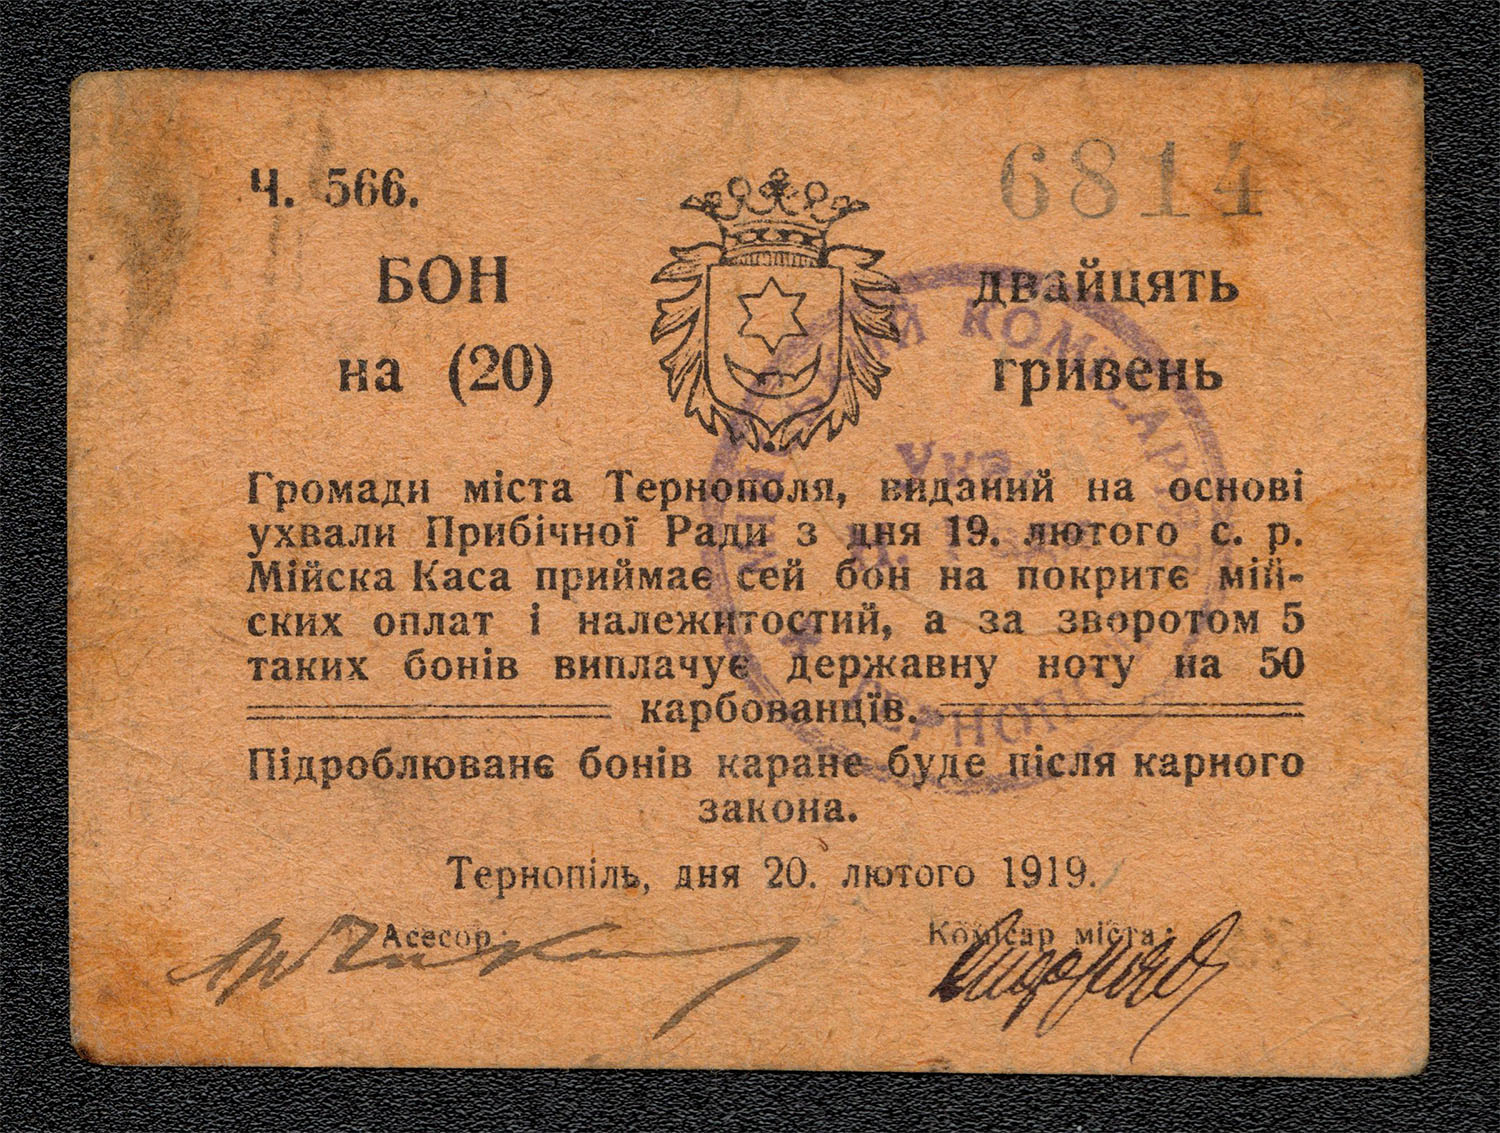 Ч. 566.
6814
БОН
двайцять
на (20)
гривень
Громади міста Тернополя, виданий на основі
ухвали Прибічної Ради з дня 19. лютого с. р.
Мійска Каса приймає сей бон на покритє мій-
ских оплат і належитостий, а за зворотом 5
таких бонів виплачує державну ноту на 50
карбованців.
Підроблюванє бонів каране буде після карного
закона.
Тернопіль, дня 20. лютого 1919.
Асесор:
Комісар міста: